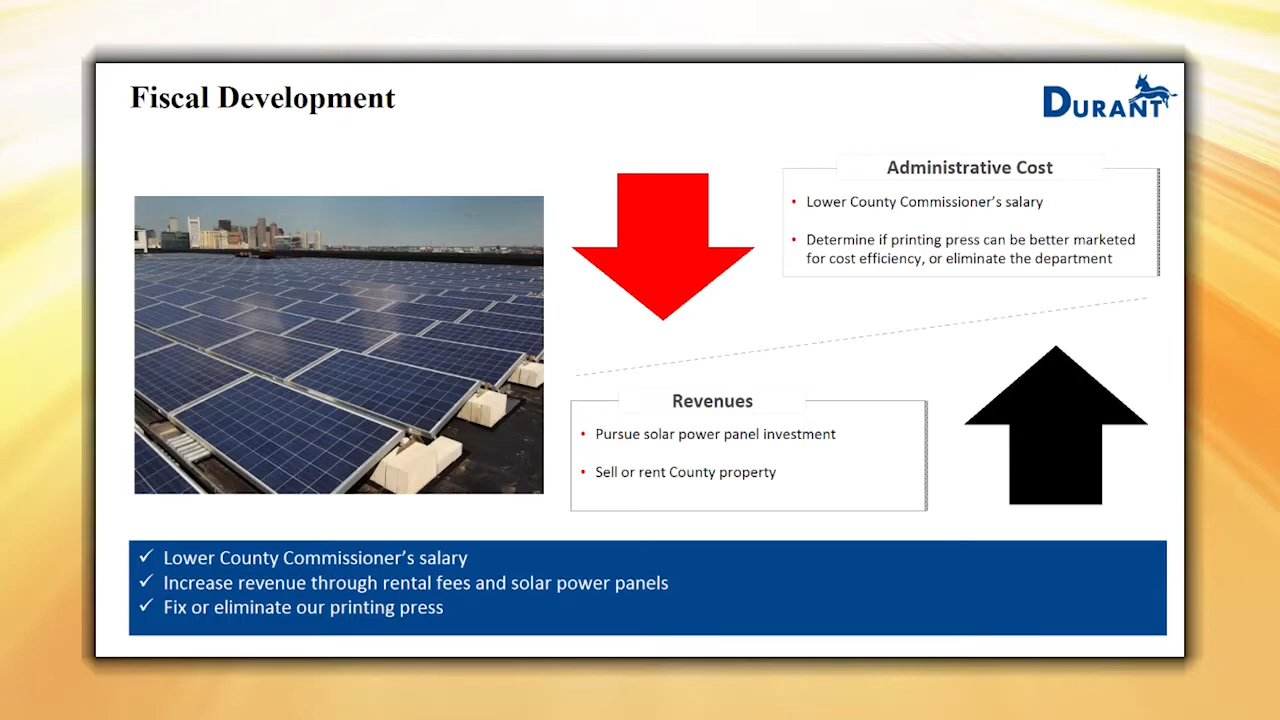 Fiscal Development
DURANT
Administrative Cost
• Lower County Commissioner's salary
• Determine if printing press can be better marketed
for cost efficiency, or eliminate the department
Revenues
• Pursue solar power panel investment
• Sell or rent County property
✓ Lower County Commissioner's salary
✓ Increase revenue through rental fees and solar power panels
✓ Fix or eliminate our printing press